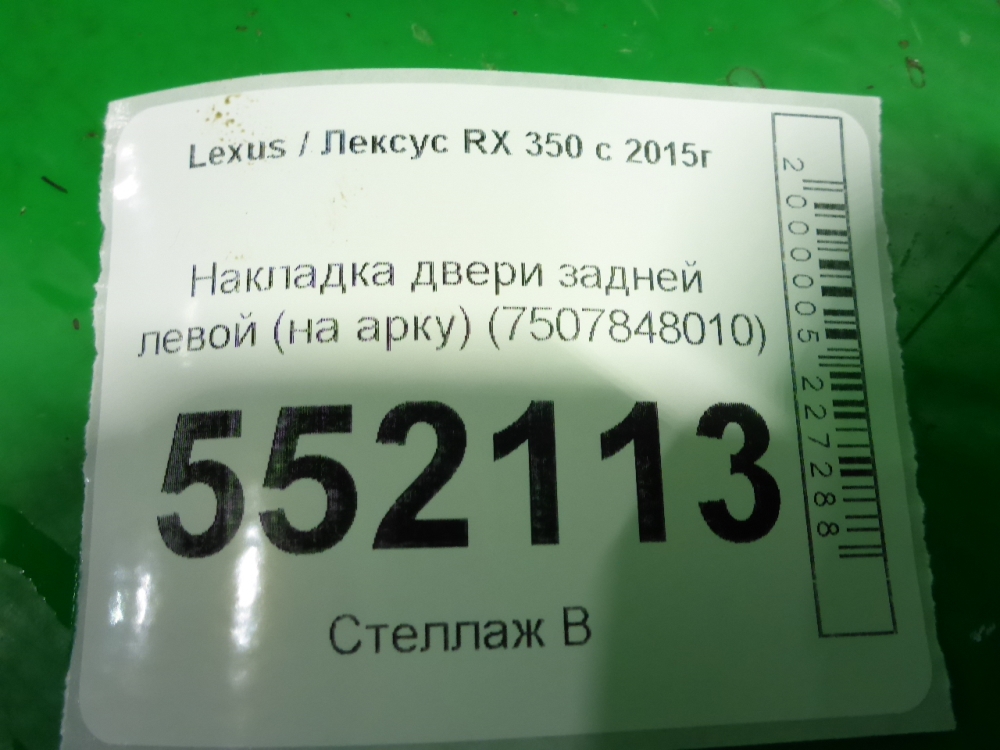 Lexus / Лексус RX 350 с 2015г
Накладка двери задней
левой (на арку) (7507848010)
552113
Стеллаж В
2000005227288